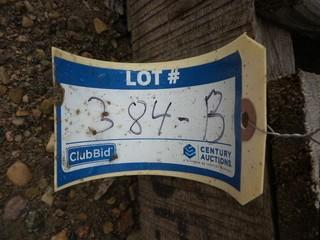 LOT #
384-B
ClubBid
CENTURY
AUCTIONS